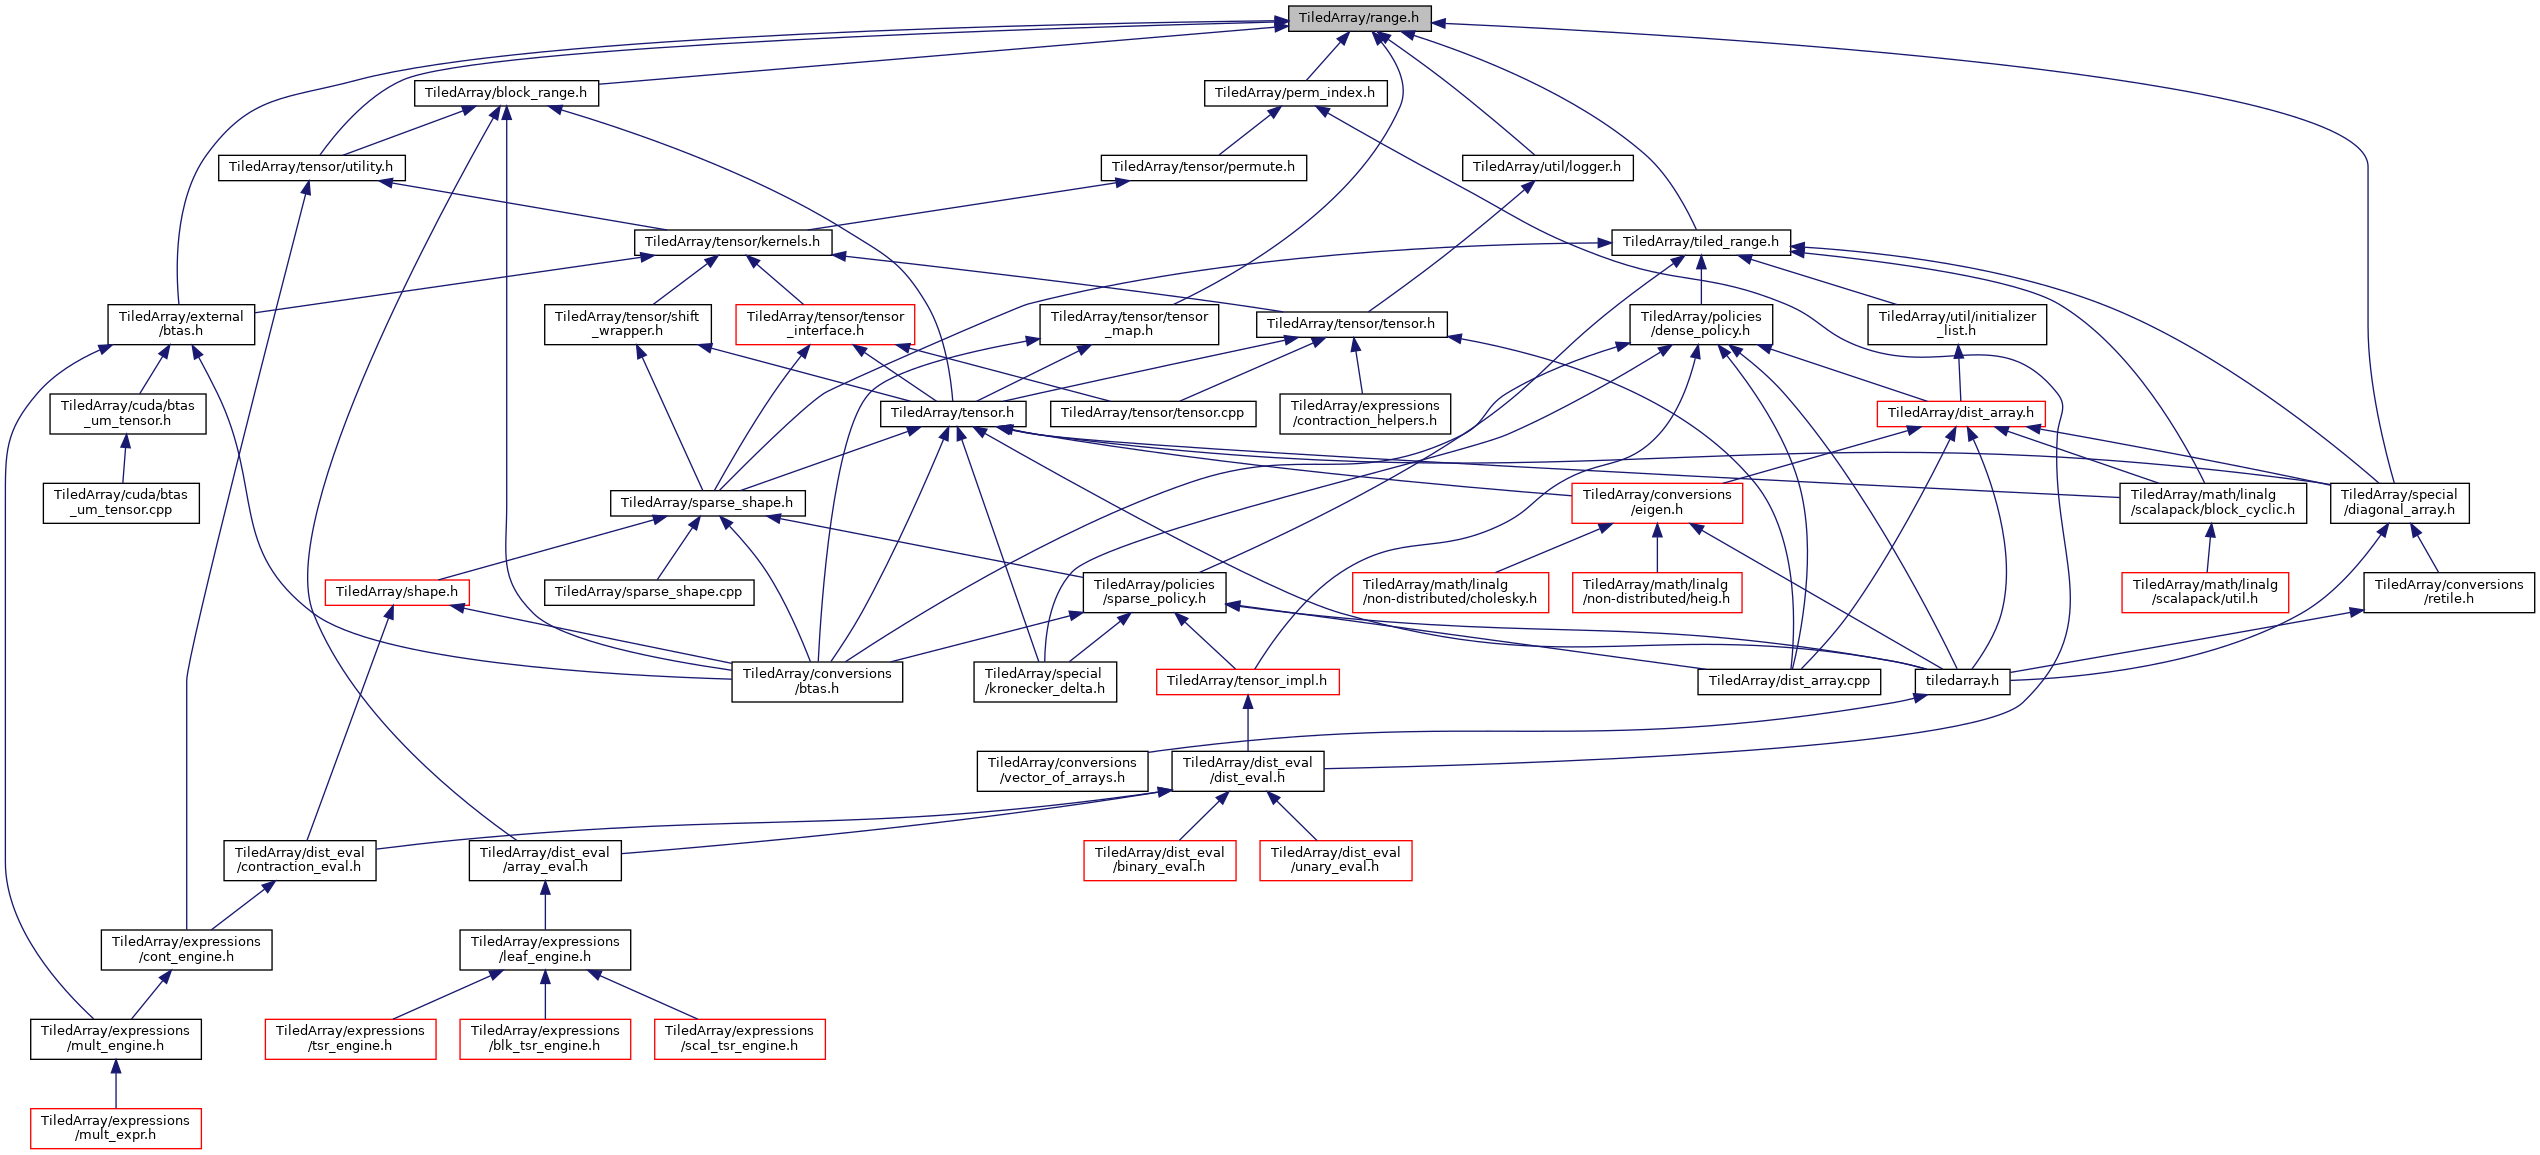 TiledArray/range.h
TiledArray/block_range.h
TiledArray/perm_index.h
TiledArray/tensor/utility.h
TiledArray/tensor/permute.h
TiledArray/util/logger.h
TiledArray/tensor/kernels.h
TiledArray/tiled_range.h
TiledArray/external
/btas.h
TiledArray/tensor/shift
_wrapper.h
TiledArray/tensor/tensor
_interface.h
TiledArray/tensor/tensor
_map.h
TiledArray/tensor/tensor.h
TiledArray/policies
/dense_policy.h
TiledArray/util/initializer
_list.h
TiledArray/cuda/btas
_um_tensor.h
TiledArray/tensor.h
TiledArray/tensor/tensor.cpp
TiledArray/expressions
/contraction_helpers.h
TiledArray/dist_array.h
TiledArray/cuda/btas
_um_tensor.cpp
TiledArray/sparse_shape.h
TiledArray/conversions
/eigen.h
TiledArray/math/linalg
/scalapack/block_cyclic.h
TiledArray/special
/diagonal_array.h
TiledArray/shape.h
TiledArray/sparse_shape.cpp
TiledArray/policies
/sparse_policy.h
TiledArray/math/linalg
/non-distributed/cholesky.h
TiledArray/math/linalg
/non-distributed/heig.h
TiledArray/math/linalg
/scalapack/util.h
TiledArray/conversions
/retile.h
TiledArray/conversions
/btas.h
TiledArray/special
/kronecker_delta.h
TiledArray/tensor_impl.h
TiledArray/dist_array.cpp
tiledarray.h
TiledArray/conversions
/vector_of_arrays.h
TiledArray/dist_eval
/dist_eval.h
TiledArray/dist_eval
/contraction_eval.h
TiledArray/dist_eval
/array_eval.h
TiledArray/dist_eval
/binary_eval.h
TiledArray/dist_eval
/unary_eval.h
TiledArray/expressions
/cont_engine.h
TiledArray/expressions
/leaf_engine.h
TiledArray/expressions
/mult_engine.h
TiledArray/expressions
/tsr_engine.h
TiledArray/expressions
/blk_tsr_engine.h
TiledArray/expressions
/scal_tsr_engine.h
TiledArray/expressions
/mult_expr.h